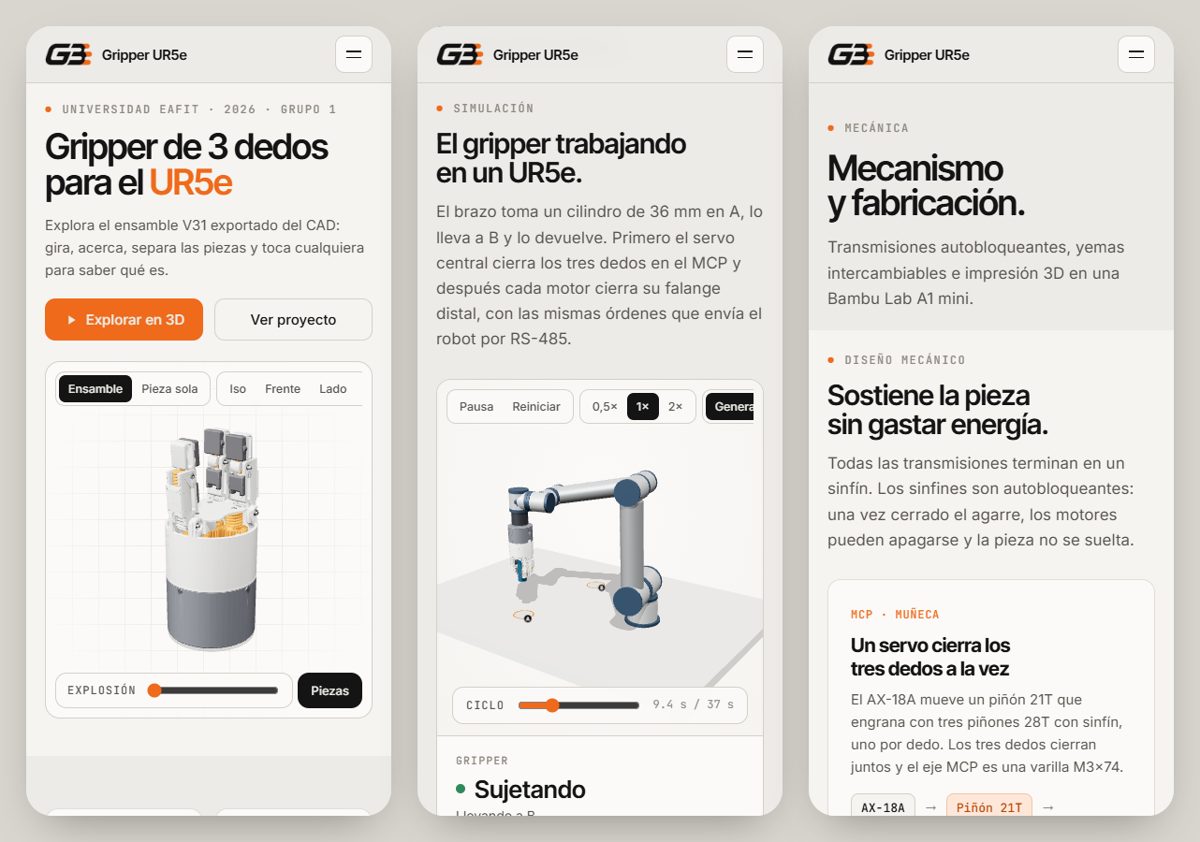 G3 Gripper UR5e
UNIVERSIDAD EAFIT · 2026 · GRUPO 1
Gripper de 3 dedos
para el UR5e
Explora el ensamble V31 exportado del CAD:
gira, acerca, separa las piezas y toca cualquiera
para saber qué es.
Explorar en 3D
Ver proyecto
Ensamble
Pieza sola
Iso
Frente
Lado
EXPLOSIÓN
Piezas
G3 Gripper UR5e
SIMULACIÓN
El gripper trabajando
en un UR5e.
El brazo toma un cilindro de 36 mm en A, lo
lleva a B y lo devuelve. Primero el servo
central cierra los tres dedos en el MCP y
después cada motor cierra su falange
distal, con las mismas órdenes que envía el
robot por RS-485.
Pausa
Reiniciar
0,5×
1×
2×
Genera
CICLO
9.4 s / 37 s
GRIPPER
Sujetando
Llevando a B
G3 Gripper UR5e
MECÁNICA
Mecanismo
y fabricación.
Transmisiones autobloqueantes, yemas
intercambiables e impresión 3D en una
Bambu Lab A1 mini.
DISEÑO MECÁNICO
Sostiene la pieza
sin gastar energía.
Todas las transmisiones terminan en un
sinfín. Los sinfines son autobloqueantes:
una vez cerrado el agarre, los motores
pueden apagarse y la pieza no se suelta.
MCP · MUÑECA
Un servo cierra los
tres dedos a la vez
El AX-18A mueve un piñón 21T que
engrana con tres piñones 28T con sinfín,
uno por dedo. Los tres dedos cierran
juntos y el eje MCP es una varilla M3×74.
AX-18A → Piñón 21T →